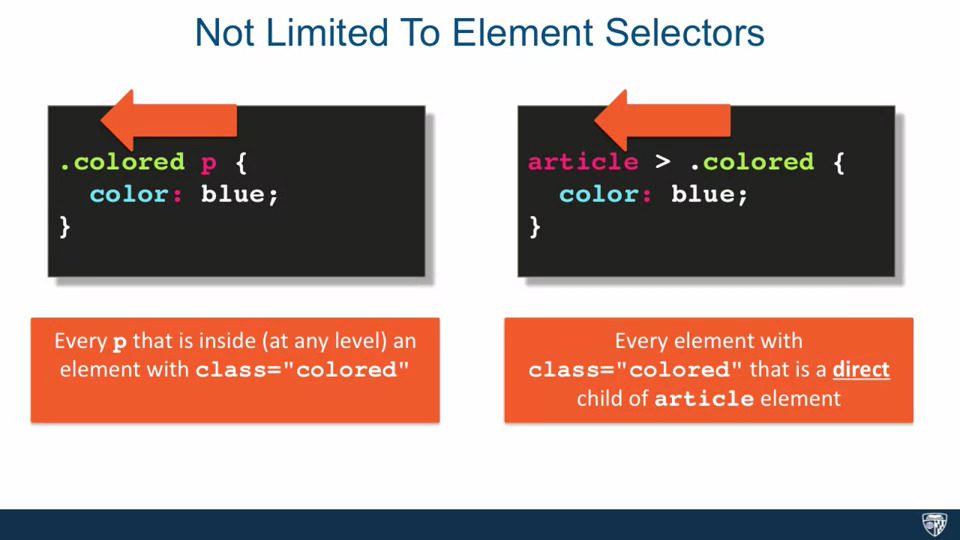 Not Limited To Element Selectors
.colored p {
color: blue;
}
article > .colored {
color: blue;
}
Every p that is inside (at any level) an
element with class="colored"
Every element with
class="colored" that is a direct
child of article element